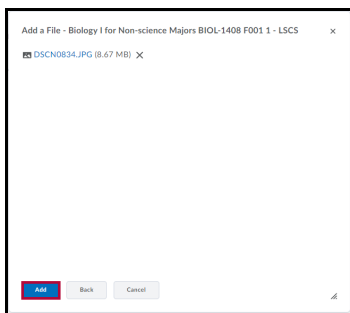 Add a File - Biology I for Non-science Majors BIOL-1408 F001 1 - LSCS ×
DSCN0834.JPG (8.67 MB) ×
Add Back Cancel